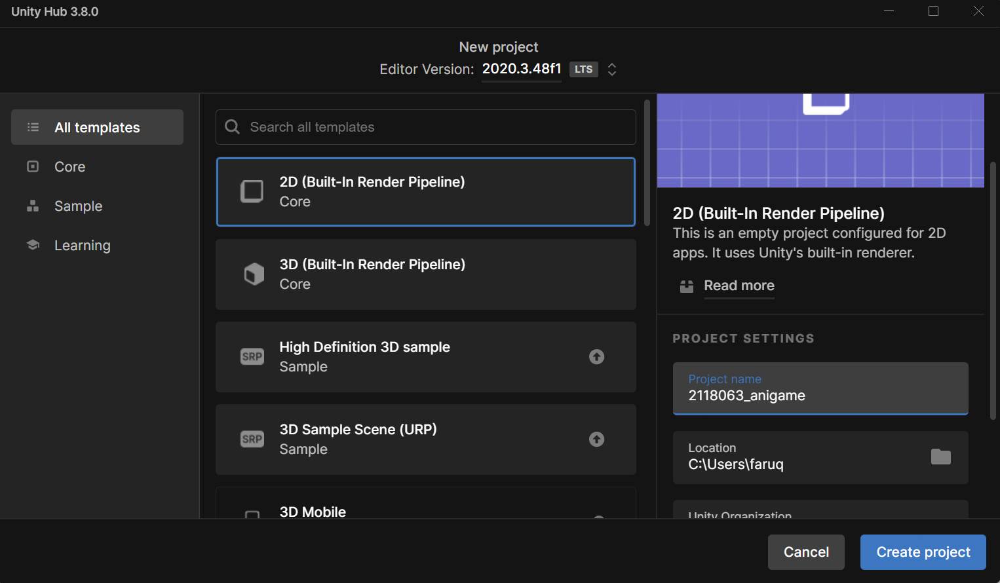 Unity Hub 3.8.0
New project
Editor Version: 2020.3.48f1 LTS
All templates
Core
Sample
Learning
Search all templates
2D (Built-In Render Pipeline)
Core
3D (Built-In Render Pipeline)
Core
SRP
High Definition 3D sample
Sample
SRP
3D Sample Scene (URP)
Sample
3D Mobile
2D (Built-In Render Pipeline)
This is an empty project configured for 2D
apps. It uses Unity's built-in renderer.
Read more
PROJECT SETTINGS
Project name
2118063_anigame
Location
C:\Users\faruq
Unity Organization
Cancel
Create project